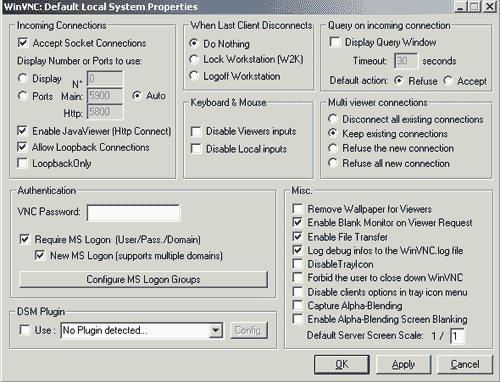 WinVNC: Default Local System Properties
Incoming Connections
Accept Socket Connections
Display Number or Ports to use:
Display N° 0
Ports Main: 5900 Auto
Http: 5800
Enable JavaViewer (Http Connect)
Allow Loopback Connections
LoopbackOnly
When Last Client Disconnects
Do Nothing
Lock Workstation (W2K)
Logoff Workstation
Query on incoming connection
Display Query Window
Timeout: 30 seconds
Default action: Refuse Accept
Keyboard & Mouse
Disable Viewers inputs
Disable Local inputs
Multi viewer connections
Disconnect all existing connections
Keep existing connections
Refuse the new connection
Refuse all new connection
Authentication
VNC Password:
Require MS Logon (User/Pass./Domain)
New MS Logon (supports multiple domains)
Configure MS Logon Groups
DSM Plugin
Use : No Plugin detected... Config.
Misc.
Remove Wallpaper for Viewers
Enable Blank Monitor on Viewer Request
Enable File Transfer
Log debug infos to the WinVNC.log file
DisableTrayIcon
Forbid the user to close down WinVNC
Disable clients options in tray icon menu
Capture Alpha-Blending
Enable Alpha-Blending Screen Blanking
Default Server Screen Scale: 1 / 1
OK Apply Cancel